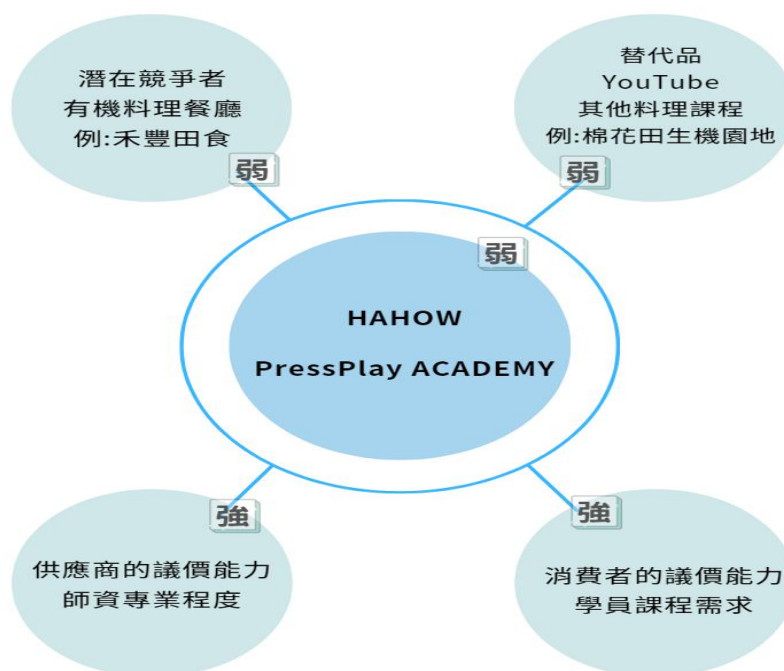 潛在競爭者
有機料理餐廳
例:禾豐田食
弱
替代品
YouTube
其他料理課程
例:棉花田生機園地
弱
弱
HAHOW
PressPlay ACADEMY
強
供應商的議價能力
師資專業程度
強
消費者的議價能力
學員課程需求